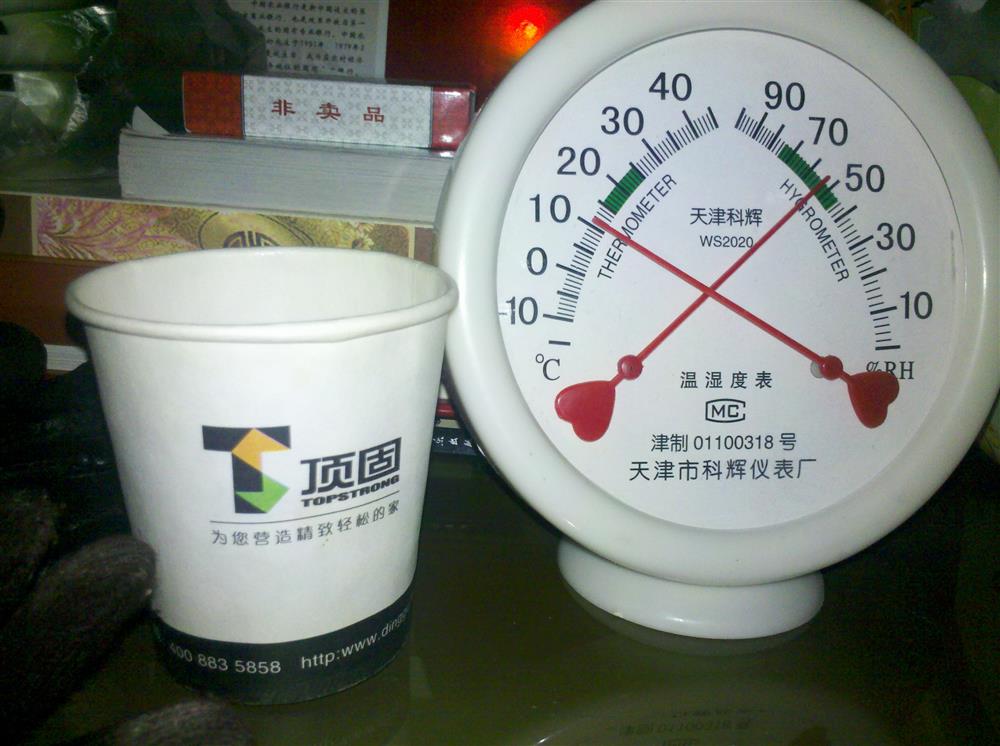 非卖品
40
30
20
10
0
-10
℃
THERMOMETER
90
70
50
30
10
%RH
HYGROMETER
天津科辉
WS2020
温湿度表
MC
津制 01100318 号
天津市科辉仪表厂
T
顶固
TOPSTRONG
为您营造精致轻松的家
400 883 5858 http:www.ding